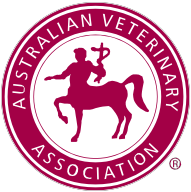 AUSTRALIAN VETERINARY
ASSOCIATION
®